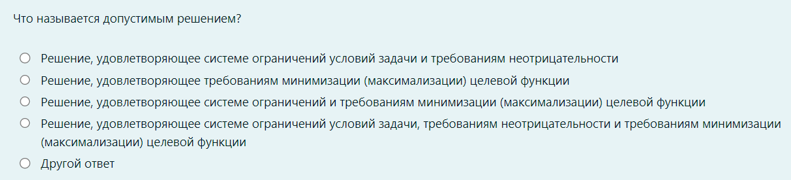 Что называется допустимым решением?
Решение, удовлетворяющее системе ограничений условий задачи и требованиям неотрицательности
Решение, удовлетворяющее требованиям минимизации (максимализации) целевой функции
Решение, удовлетворяющее системе ограничений и требованиям минимизации (максимализации) целевой функции
Решение, удовлетворяющее системе ограничений условий задачи, требованиям неотрицательности и требованиям минимизации
(максимализации) целевой функции
Другой ответ